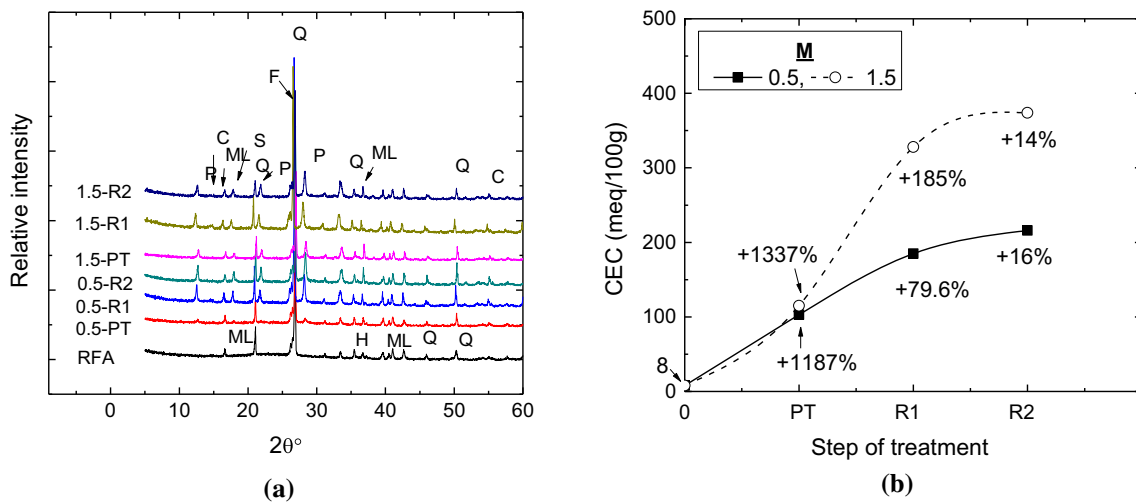 Q
F
C
S
P
ML
Q
P
P
Q
ML
Q
C
1.5-R2
1.5-R1
1.5-PT
0.5-R2
0.5-R1
0.5-PT
RFA
ML
H
ML
Q
Q
Relative intensity
0 10 20 30 40 50 60
2θ°
(a)
500
400
300
200
100
8
0
CEC (meq/100g)
M
0.5, 1.5
+14%
+185%
+1337%
+16%
+79.6%
+1187%
0 PT R1 R2
Step of treatment
(b)